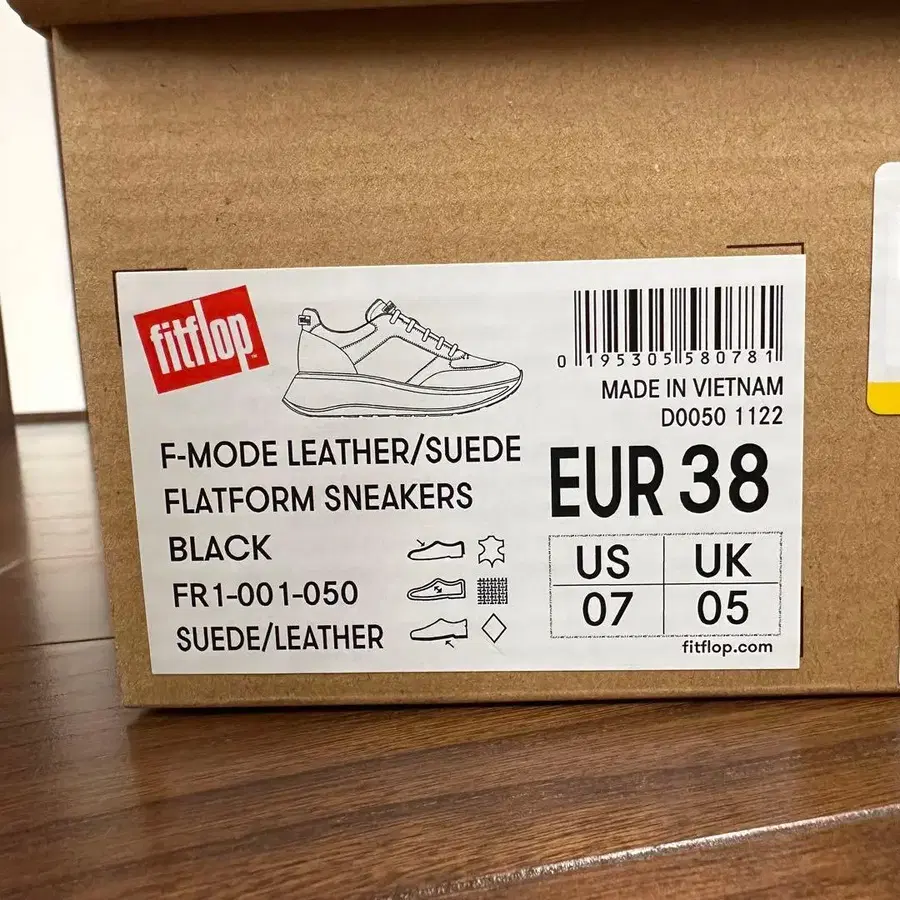 fitflop™
0 195305 580781
MADE IN VIETNAM
D0050 1122
F-MODE LEATHER/SUEDE
FLATFORM SNEAKERS
BLACK
FR1-001-050
SUEDE/LEATHER
EUR 38
US UK
07 05
fitflop.com